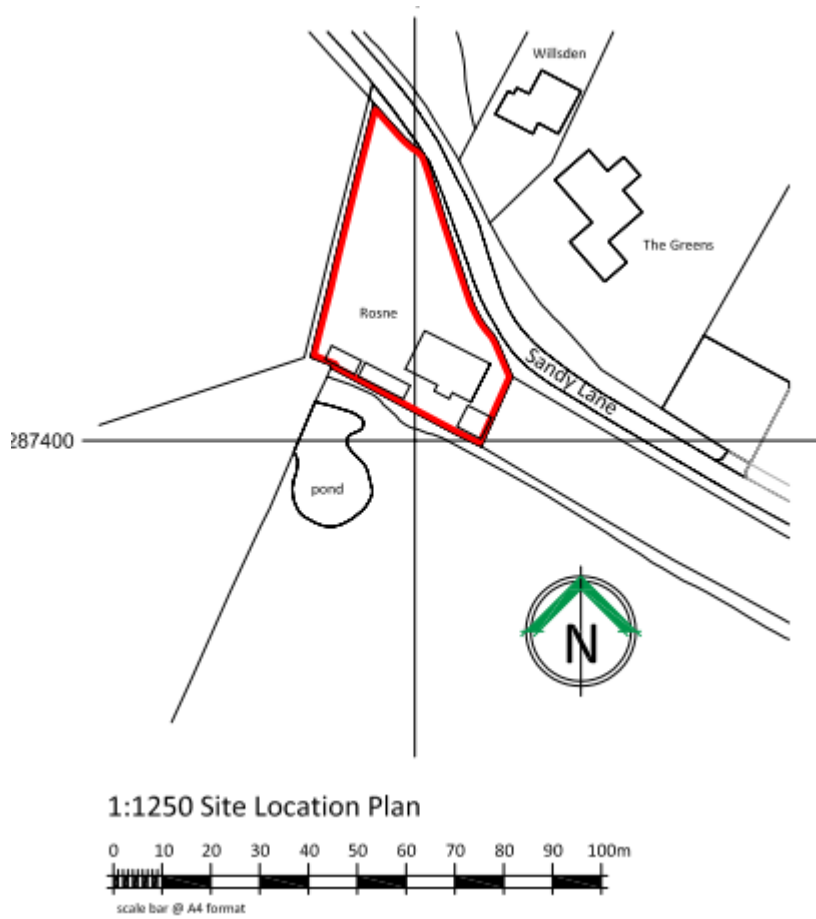 Willsden
The Greens
Rosne
Sandy Lane
287400
pond
N
1:1250 Site Location Plan
0 10 20 30 40 50 60 70 80 90 100m
scale bar @ A4 format